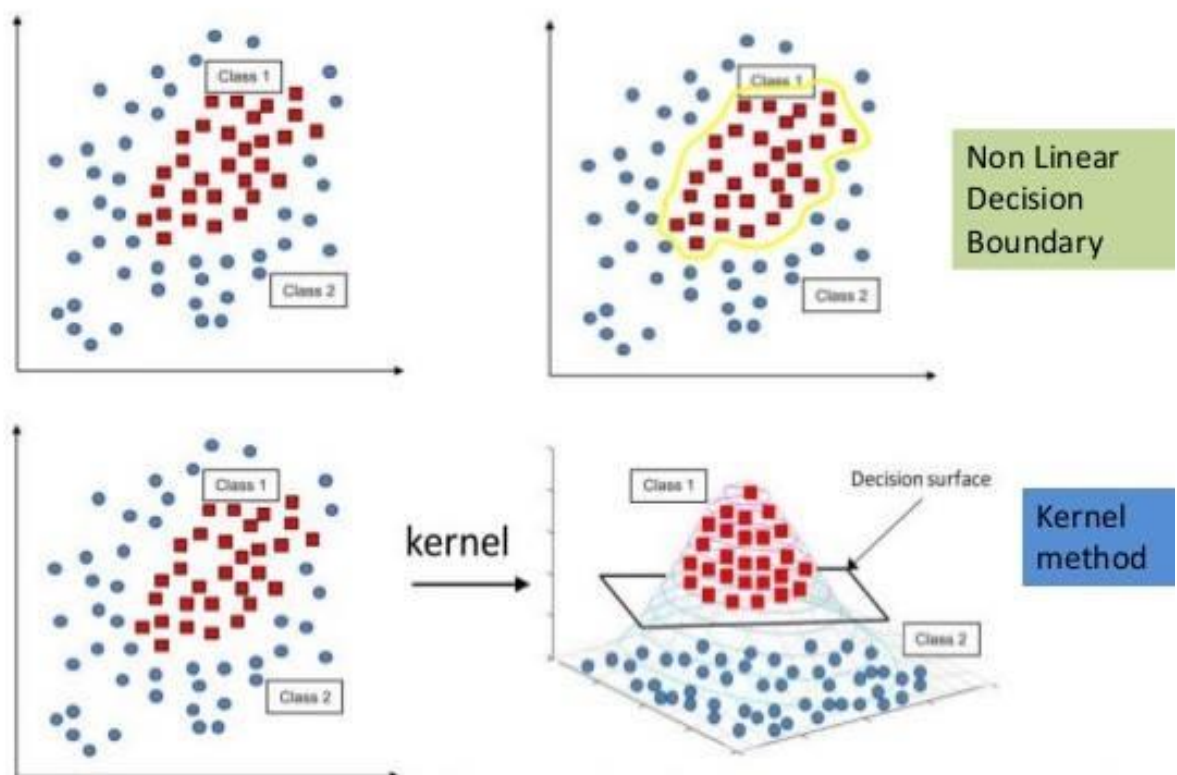 Class 1
Class 2
Class 1
Class 2
Non Linear
Decision
Boundary
Class 1
Class 2
kernel
Class 1
Decision surface
Class 2
Kernel
method